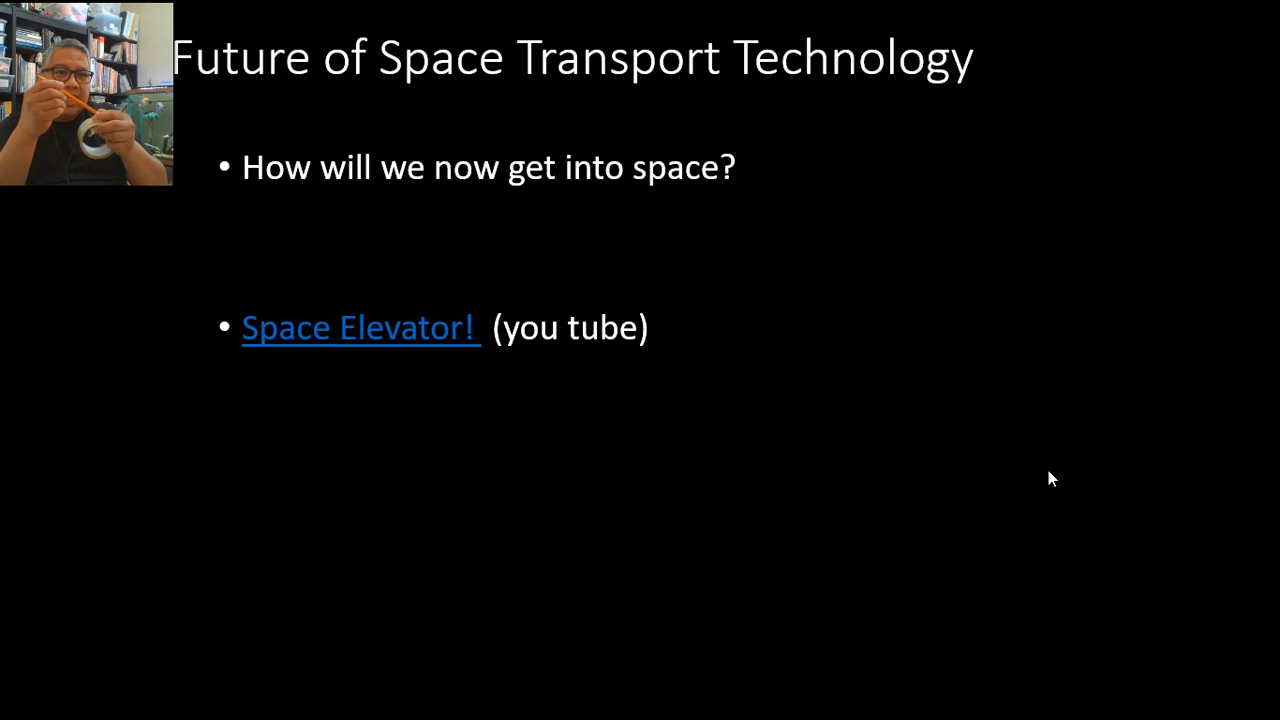 Future of Space Transport Technology
• How will we now get into space?
• Space Elevator! (you tube)